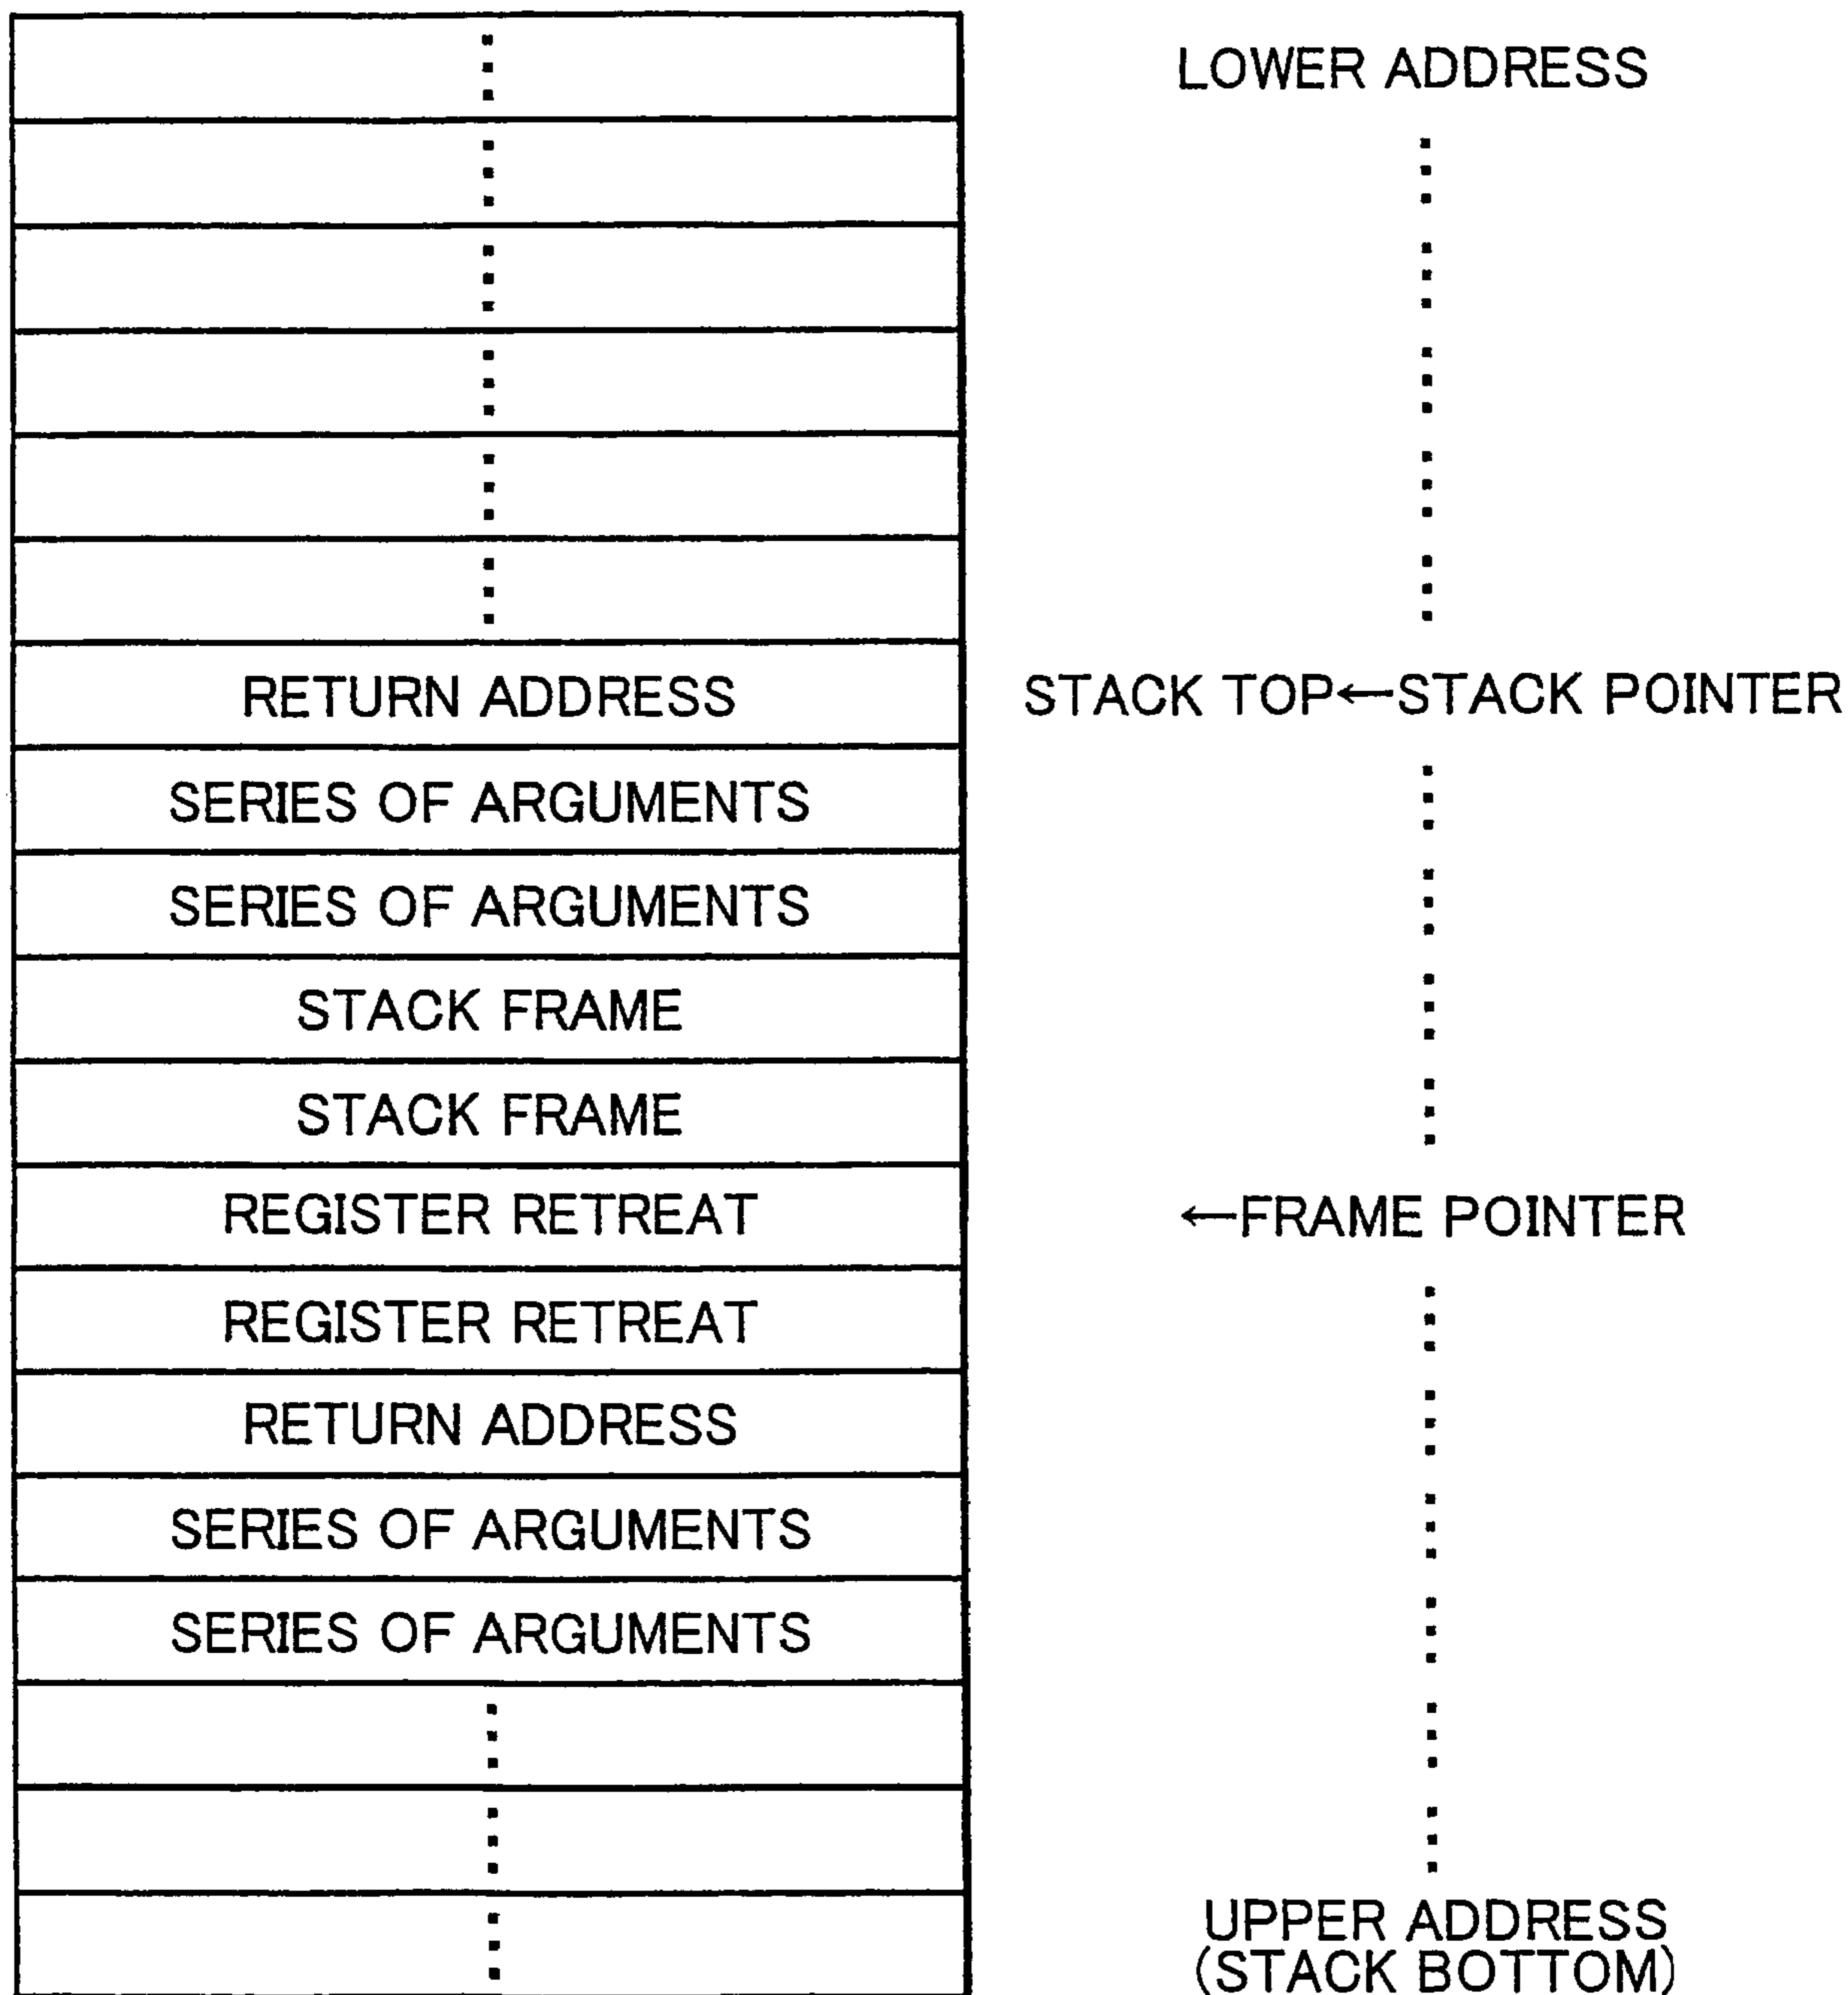 LOWER ADDRESS
RETURN ADDRESS STACK TOP←STACK POINTER
SERIES OF ARGUMENTS
SERIES OF ARGUMENTS
STACK FRAME
STACK FRAME
REGISTER RETREAT ←FRAME POINTER
REGISTER RETREAT
RETURN ADDRESS
SERIES OF ARGUMENTS
SERIES OF ARGUMENTS
UPPER ADDRESS
(STACK BOTTOM)